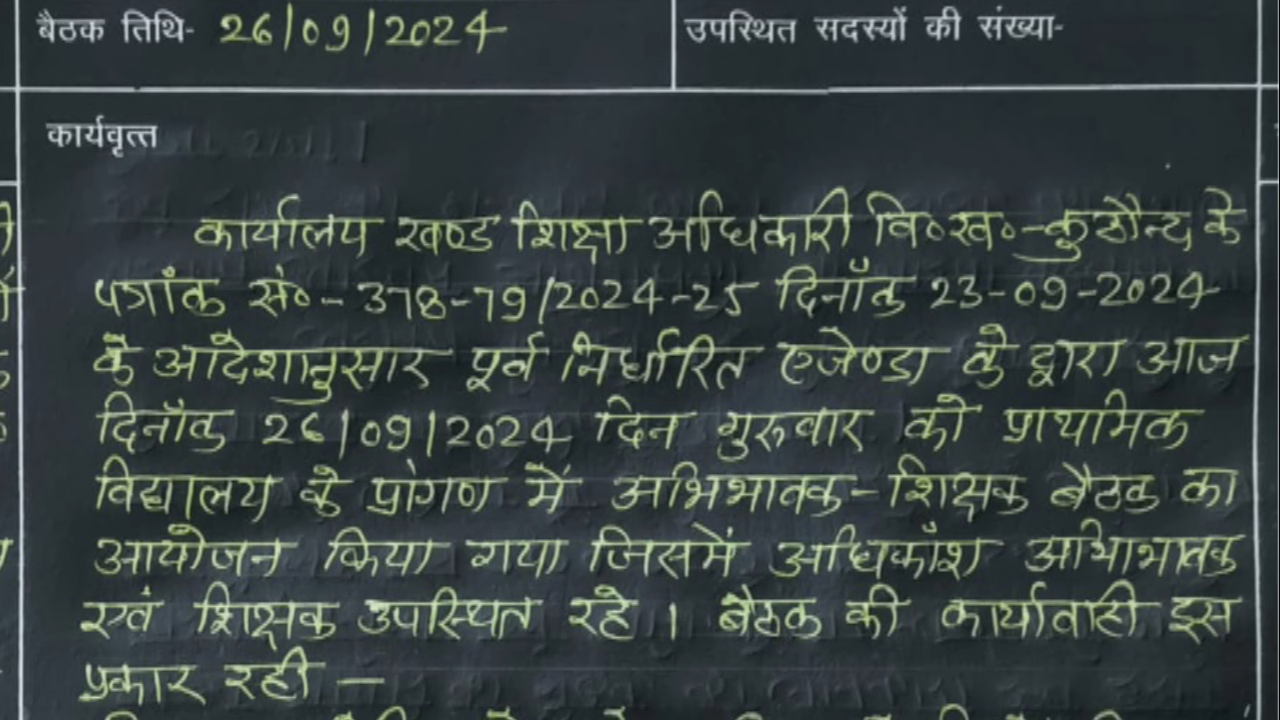 बैठक तिथि- 26/09/2024 उपस्थित सदस्यों की संख्या-
कार्यवृत्त
कार्यालय खण्ड शिक्षा अधिकारी वि०ख०-कुठौन्द के
पत्रांक सं०-378-79/2024-25 दिनाँक 23-09-2024
के आदेशानुसार पूर्व निर्धारित एजेण्डा के द्वारा आज
दिनाँक 26/09/2024 दिन गुरूवार को प्राथमिक
विद्यालय के प्रांगण में अभिभावक-शिक्षक बैठक का
आयोजन किया गया जिसमें अधिकाँश अभिभावक
एवं शिक्षक उपस्थित रहे । बैठक की कार्यावाही इस
प्रकार रही -